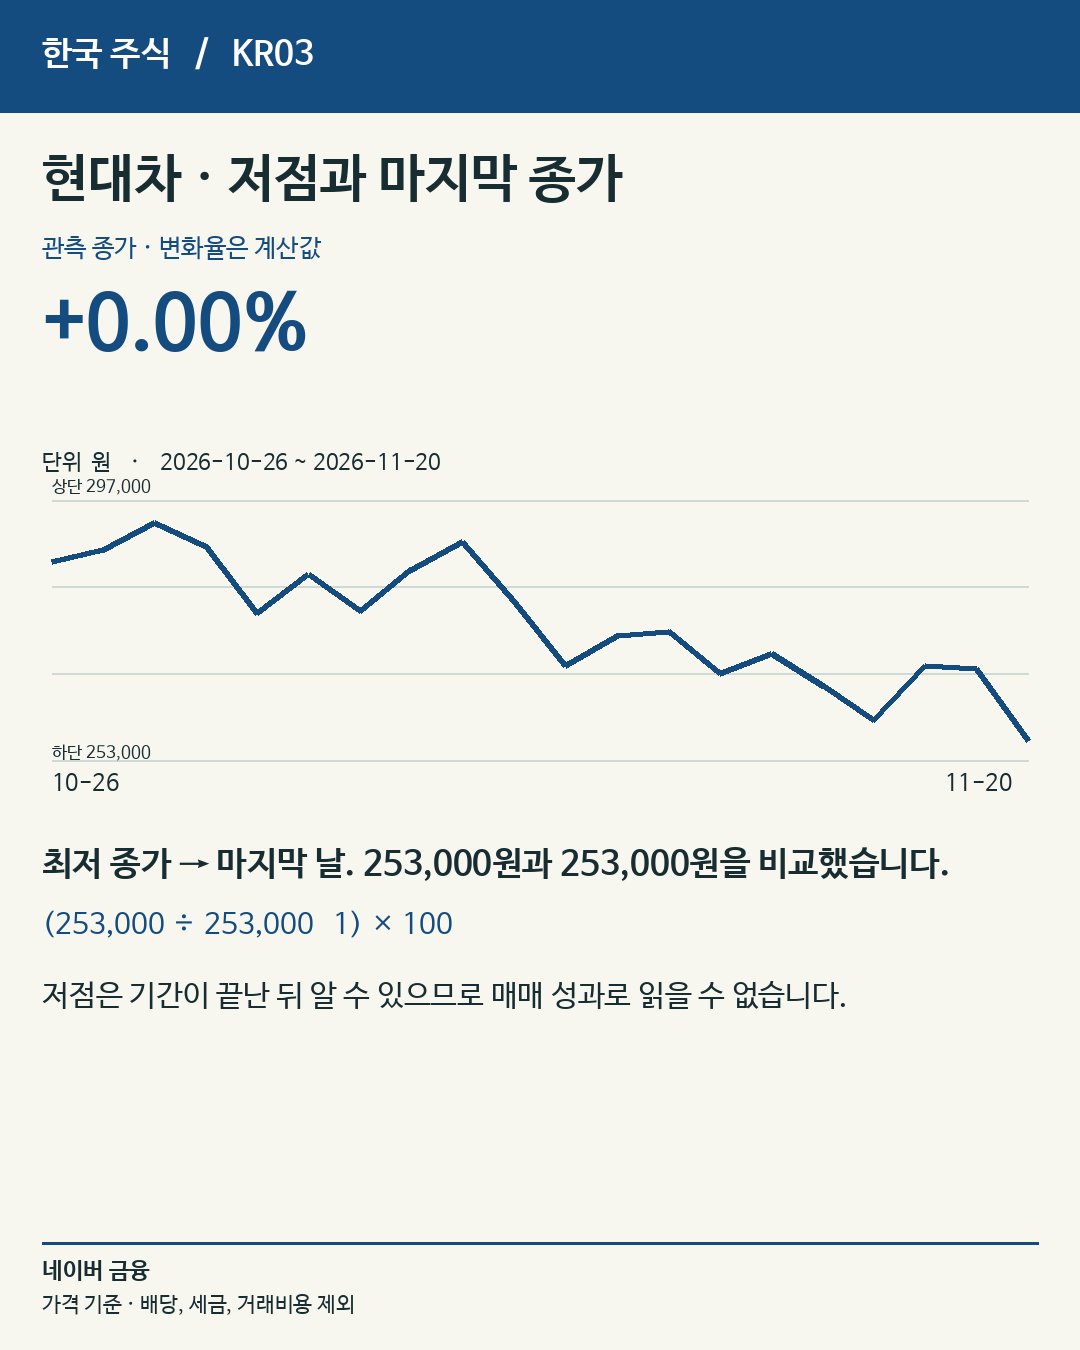 한국 주식 / KR03
현대차 · 저점과 마지막 종가
관측 종가 · 변화율은 계산값
+0.00%
단위 원 · 2026-10-26 ~ 2026-11-20
상단 297,000
하단 253,000
10-26 11-20
최저 종가 → 마지막 날. 253,000원과 253,000원을 비교했습니다.
(253,000 ÷ 253,000 1) × 100
저점은 기간이 끝난 뒤 알 수 있으므로 매매 성과로 읽을 수 없습니다.
네이버 금융
가격 기준 · 배당, 세금, 거래비용 제외